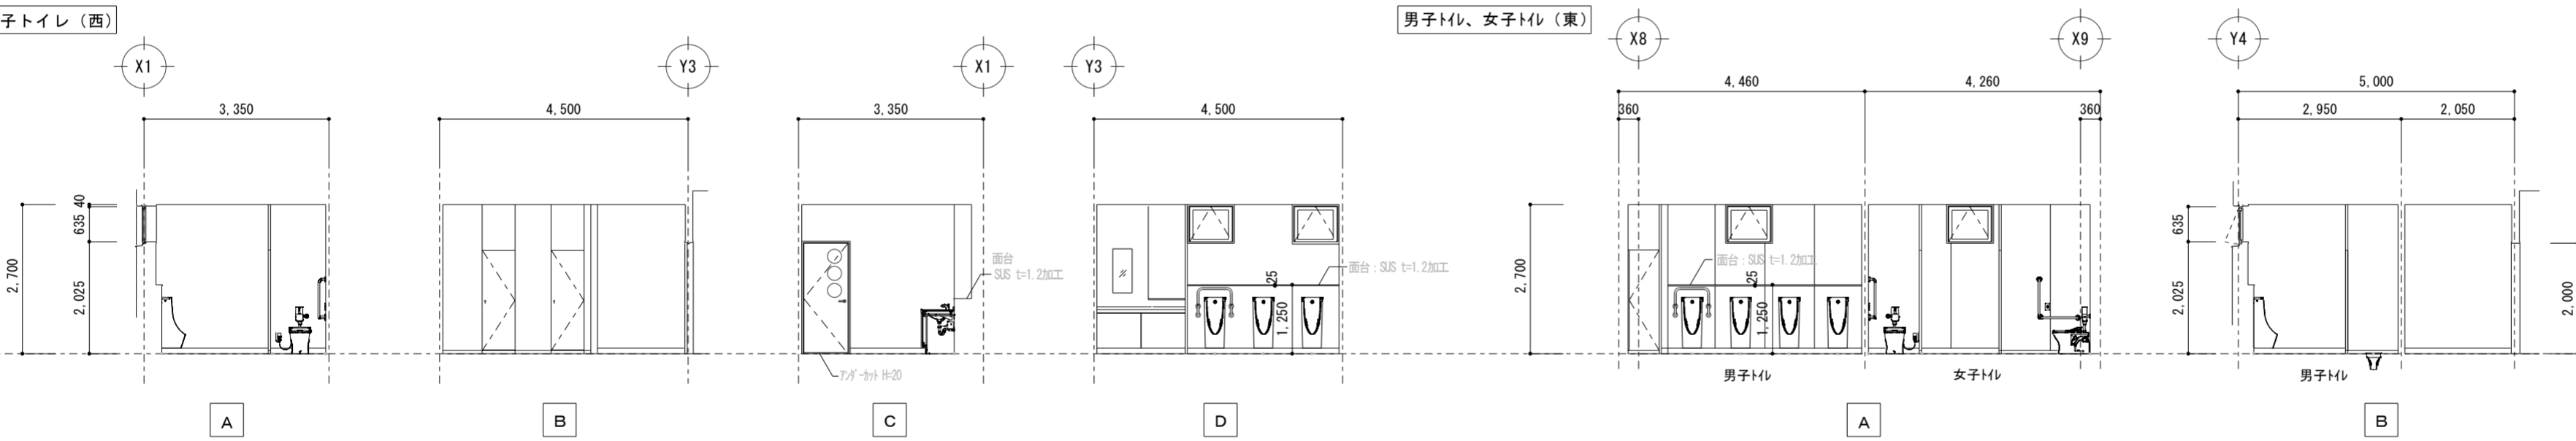 子トイレ（西）
X1
3,350
40
635
2,025
2,700
A
Y3
4,500
B
X1
3,350
面台
SUS t=1.2加工
アンダーカット H=20
C
Y3
4,500
25
1,250
面台：SUS t=1.2加工
D
男子トイレ、女子トイレ（東）
X8
X9
4,460
4,260
360
360
2,700
面台：SUS t=1.2加工
25
1,250
男子トイレ
女子トイレ
A
Y4
5,000
2,950
2,050
635
2,025
2,000
男子トイレ
B